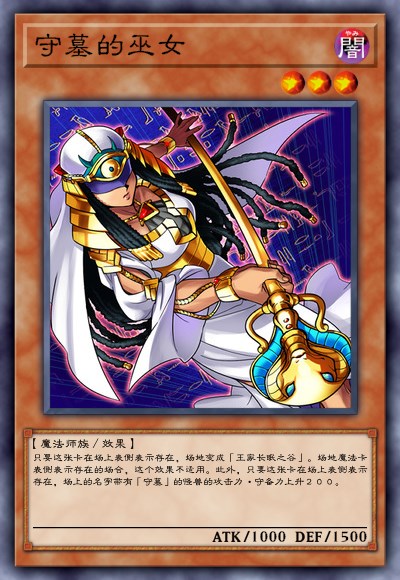 守墓的巫女
やみ
闇
【魔法师族／效果】
只要这张卡在场上表侧表示存在，场地变成「王家长眠之谷」。场地魔法卡
表侧表示存在的场合，这个效果不适用。此外，只要这张卡在场上表侧表示
存在，场上的名字带有「守墓」的怪兽的攻击力・守备力上升２００。
ATK/1000 DEF/1500